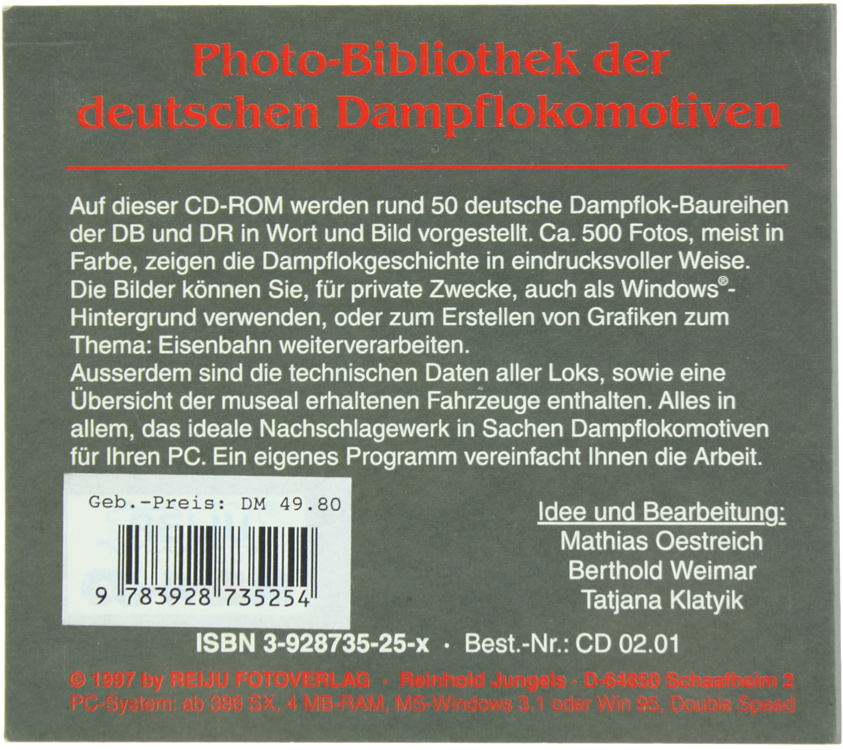 Photo-Bibliothek der
deutschen Dampflokomotiven
Auf dieser CD-ROM werden rund 50 deutsche Dampflok-Baureihen
der DB und DR in Wort und Bild vorgestellt. Ca. 500 Fotos, meist in
Farbe, zeigen die Dampflokgeschichte in eindrucksvoller Weise.
Die Bilder können Sie, für private Zwecke, auch als Windows®-
Hintergrund verwenden, oder zum Erstellen von Grafiken zum
Thema: Eisenbahn weiterverarbeiten.
Ausserdem sind die technischen Daten aller Loks, sowie eine
Übersicht der museal erhaltenen Fahrzeuge enthalten. Alles in
allem, das ideale Nachschlagewerk in Sachen Dampflokomotiven
für Ihren PC. Ein eigenes Programm vereinfacht Ihnen die Arbeit.
Geb.-Preis: DM 49.80
9 783928 735254
Idee und Bearbeitung:
Mathias Oestreich
Berthold Weimar
Tatjana Klatyik
ISBN 3-928735-25-x · Best.-Nr.: CD 02.01
© 1997 by REIJU FOTOVERLAG · Reinhold Jungels · D-64850 Schaafheim 2
PC-System: ab 386 SX, 4 MB-RAM, MS-Windows 3.1 oder Win 95, Double Speed